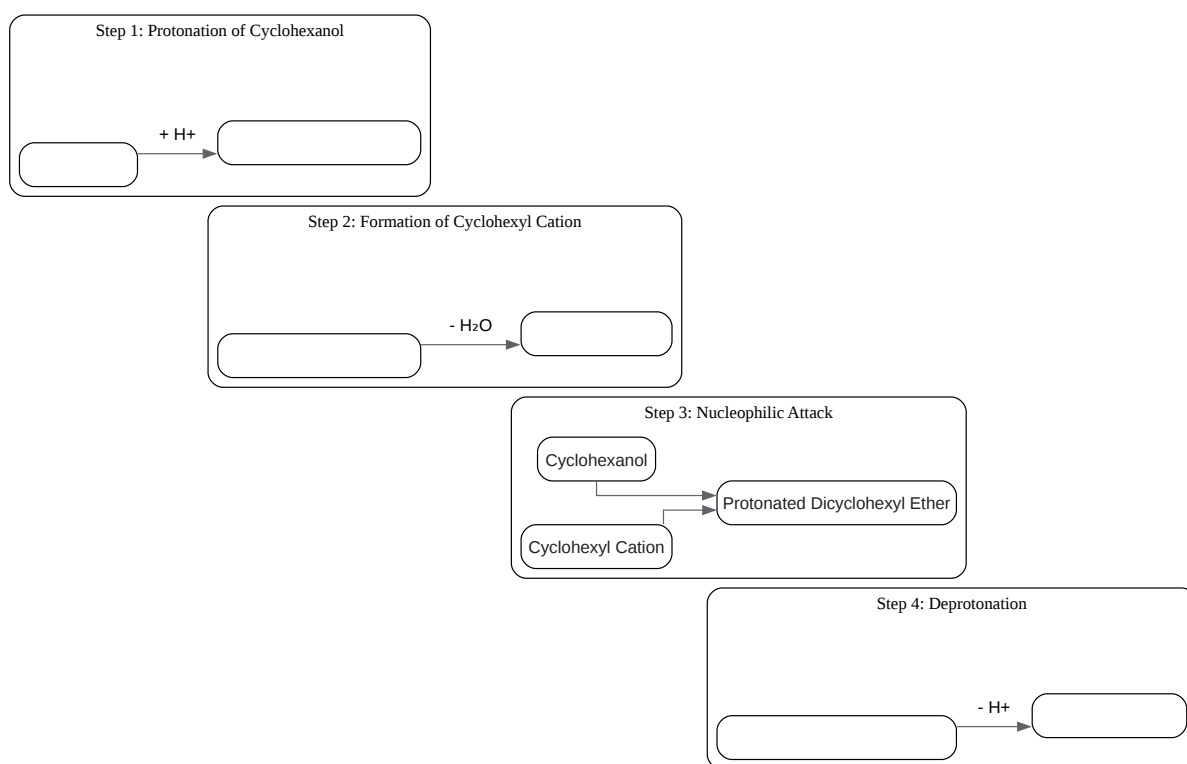 Step 1: Protonation of Cyclohexanol
+ H+
Step 2: Formation of Cyclohexyl Cation
- H₂O
Step 3: Nucleophilic Attack
Cyclohexanol
Protonated Dicyclohexyl Ether
Cyclohexyl Cation
Step 4: Deprotonation
- H+